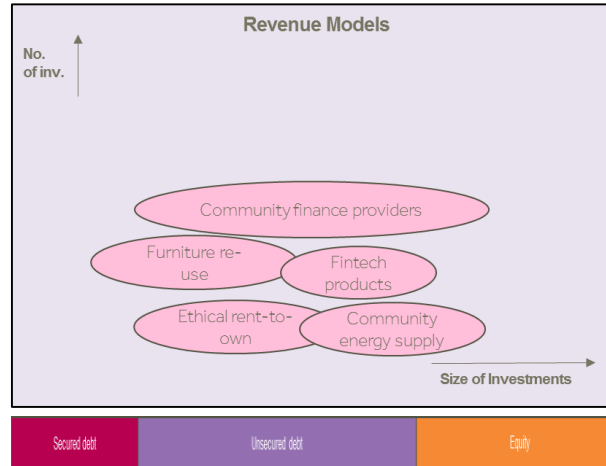 Revenue Models
No.
of inv.
Community finance providers
Furniture re-
use
Fintech
products
Ethical rent-to-
own
Community
energy supply
Size of Investments
Secured debt
Unsecured debt
Equity